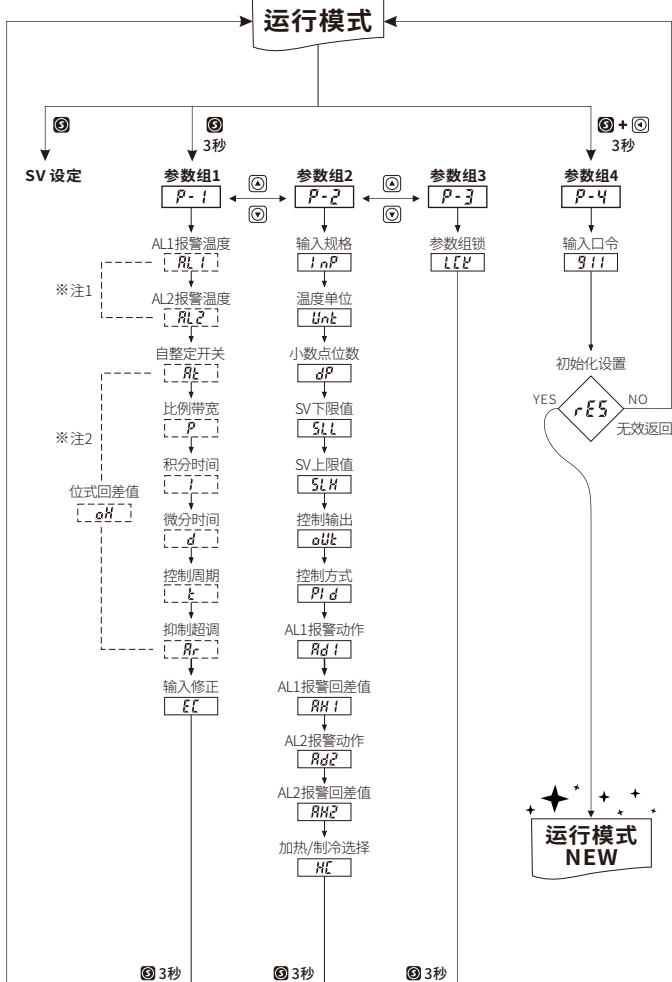 运行模式
S
S
3秒
S + 
3秒
SV 设定
参数组1
参数组2
参数组3
参数组4
P-1
P-2
P-3
P-4
AL1报警温度
AL1
※注1
AL2报警温度
AL2
自整定开关
At
※注2
比例带宽
P
积分时间
I
位式回差值
oH
微分时间
d
控制周期
t
抑制超调
Ar
输入修正
EC
输入规格
InP
温度单位
Unt
小数点位数
dP
SV下限值
SLL
SV上限值
SLH
控制输出
oUt
控制方式
PId
AL1报警动作
Ad1
AL1报警回差值
AH1
AL2报警动作
Ad2
AL2报警回差值
AH2
加热/制冷选择
HC
参数组锁
LCK
输入口令
911
初始化设置
YES
rES
NO
无效返回
运行模式
NEW
S 3秒
S 3秒
S 3秒